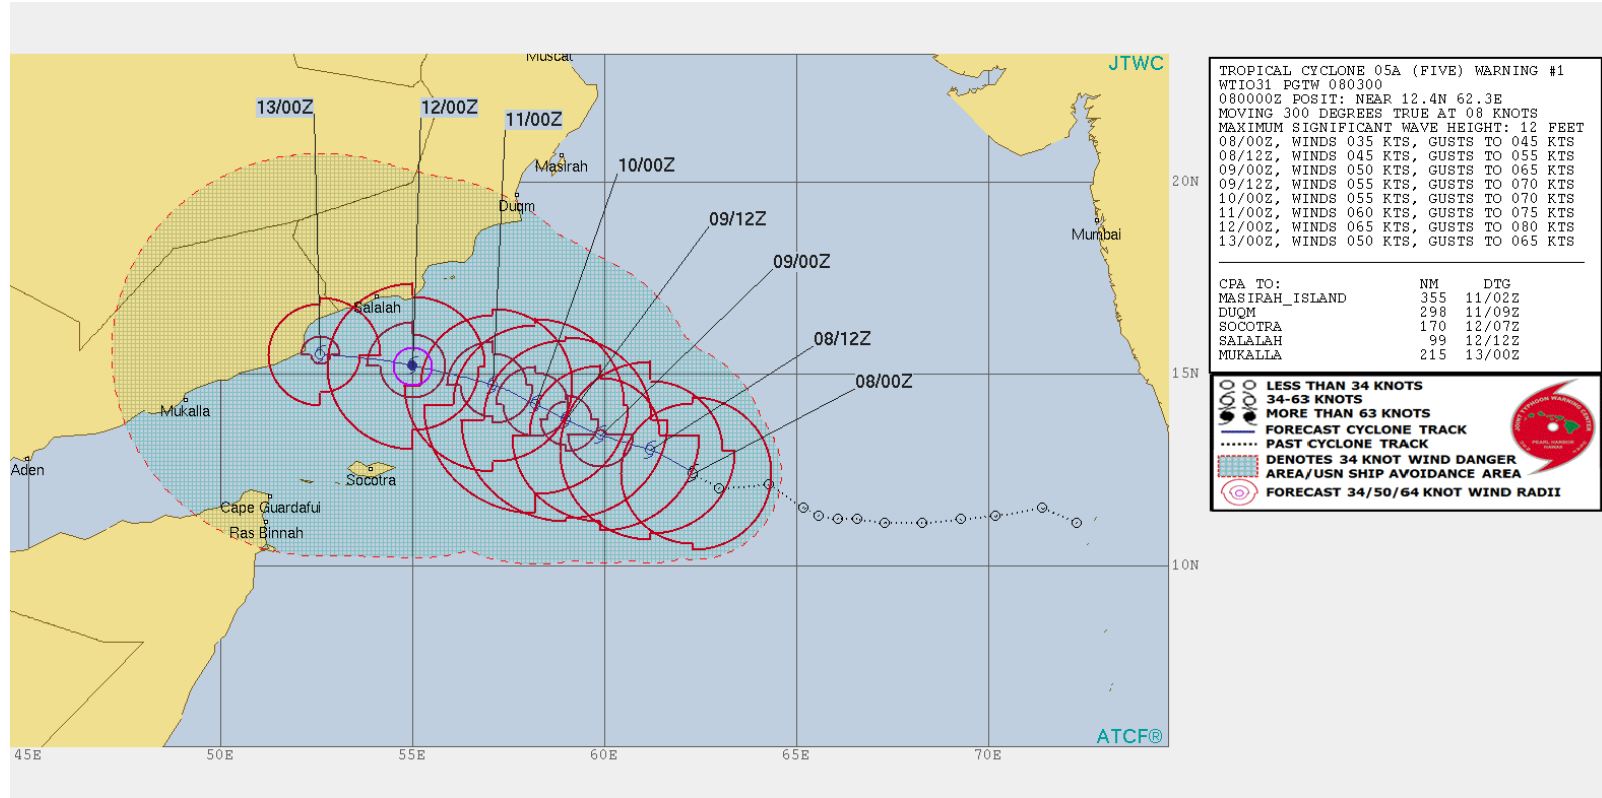 Muscat
JTWC
13/00Z
12/00Z
11/00Z
Masirah
10/00Z
20N
Duqm
09/12Z
Mumbai
09/00Z
Salalah
08/12Z
15N
08/00Z
Mukalla
Aden
Socotra
Cape Guardafui
Ras Binnah
10N
ATCF®
45E 50E 55E 60E 65E 70E
TROPICAL CYCLONE 05A (FIVE) WARNING #1
WTIO31 PGTW 080300
080000Z POSIT: NEAR 12.4N 62.3E
MOVING 300 DEGREES TRUE AT 08 KNOTS
MAXIMUM SIGNIFICANT WAVE HEIGHT: 12 FEET
08/00Z, WINDS 035 KTS, GUSTS TO 045 KTS
08/12Z, WINDS 045 KTS, GUSTS TO 055 KTS
09/00Z, WINDS 050 KTS, GUSTS TO 065 KTS
09/12Z, WINDS 055 KTS, GUSTS TO 070 KTS
10/00Z, WINDS 055 KTS, GUSTS TO 070 KTS
11/00Z, WINDS 060 KTS, GUSTS TO 075 KTS
12/00Z, WINDS 065 KTS, GUSTS TO 080 KTS
13/00Z, WINDS 050 KTS, GUSTS TO 065 KTS
CPA TO: NM DTG
MASIRAH_ISLAND 355 11/02Z
DUQM 298 11/09Z
SOCOTRA 170 12/07Z
SALALAH 99 12/12Z
MUKALLA 215 13/00Z
LESS THAN 34 KNOTS
34-63 KNOTS
MORE THAN 63 KNOTS
FORECAST CYCLONE TRACK
PAST CYCLONE TRACK
DENOTES 34 KNOT WIND DANGER
AREA/USN SHIP AVOIDANCE AREA
FORECAST 34/50/64 KNOT WIND RADII
JOINT TYPHOON WARNING CENTER
PEARL HARBOR
HAWAII